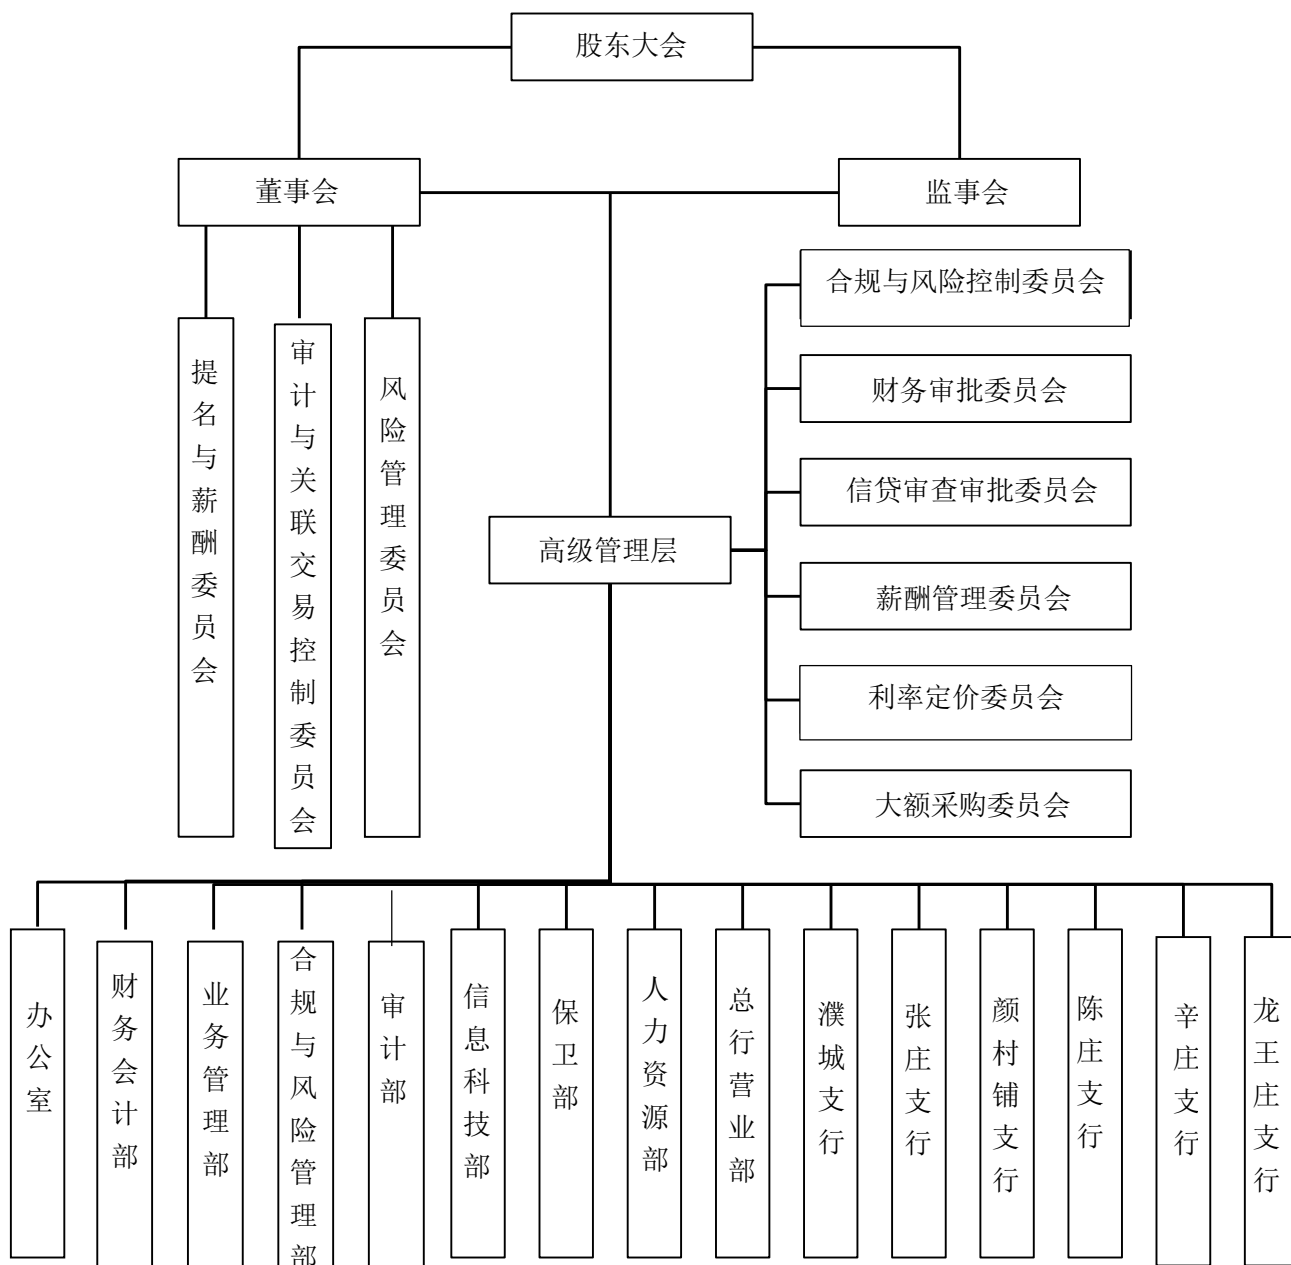 股东大会
董事会
监事会
提名与薪酬委员会
审计与关联交易控制委员会
风险管理委员会
合规与风险控制委员会
财务审批委员会
信贷审查审批委员会
高级管理层
薪酬管理委员会
利率定价委员会
大额采购委员会
办公室
财务会计部
业务管理部
合规与风险管理部
审计部
信息科技部
保卫部
人力资源部
总行营业部
濮城支行
张庄支行
颜村铺支行
陈庄支行
辛庄支行
龙王庄支行